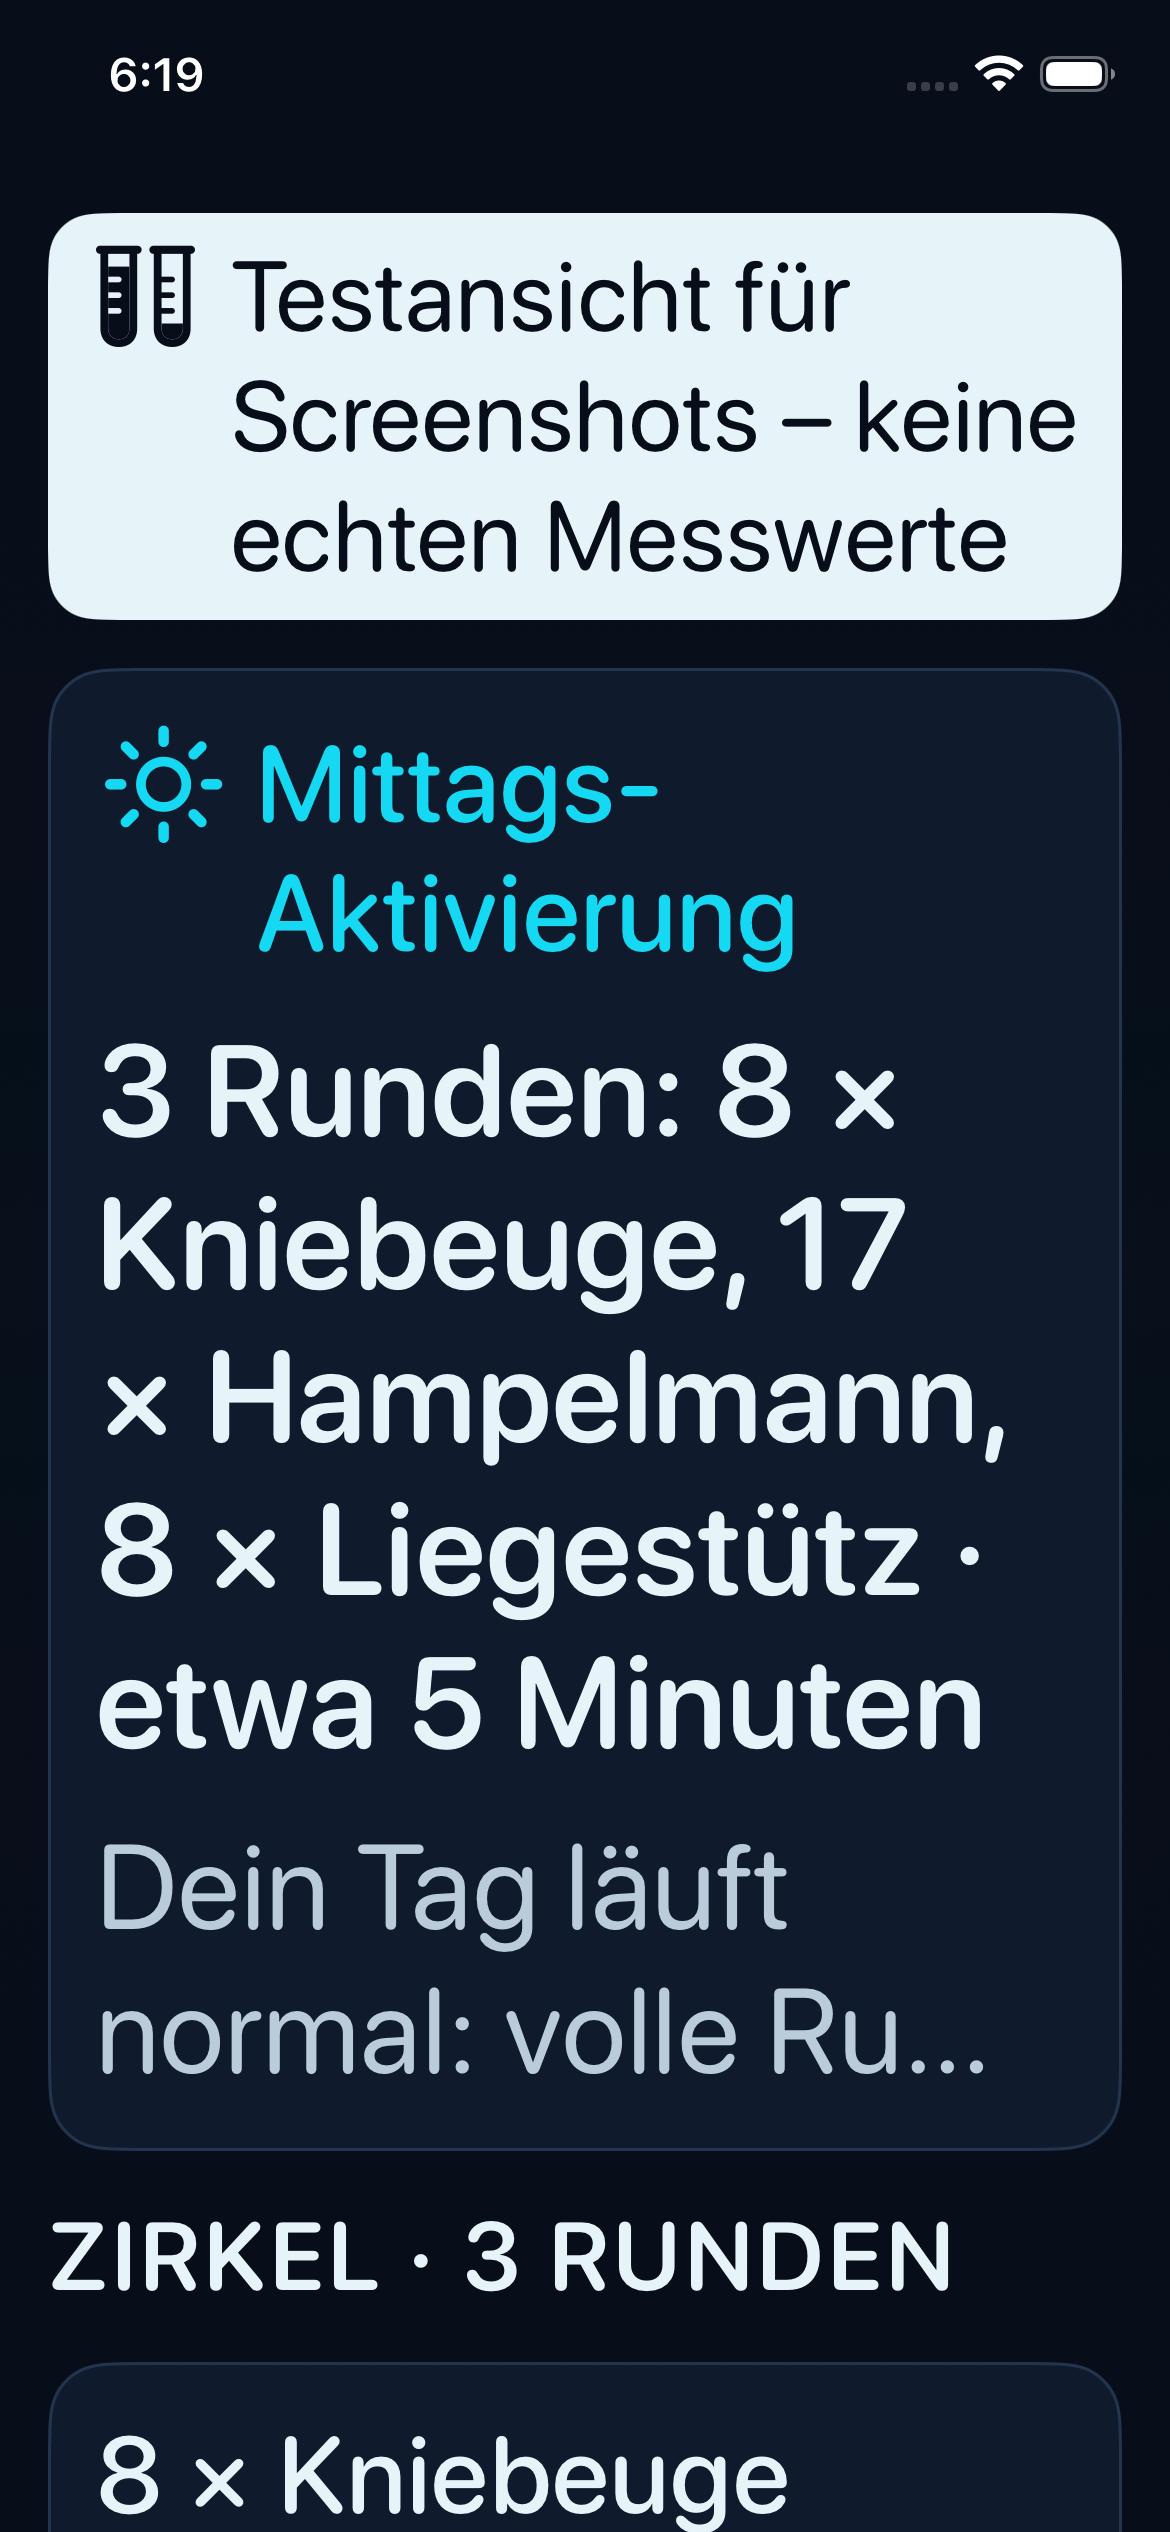 6:19
Testansicht für
Screenshots – keine
echten Messwerte
Mittags-
Aktivierung
3 Runden: 8 ×
Kniebeuge, 17
× Hampelmann,
8 × Liegestütz ·
etwa 5 Minuten
Dein Tag läuft
normal: volle Ru...
ZIRKEL · 3 RUNDEN
8 × Kniebeuge